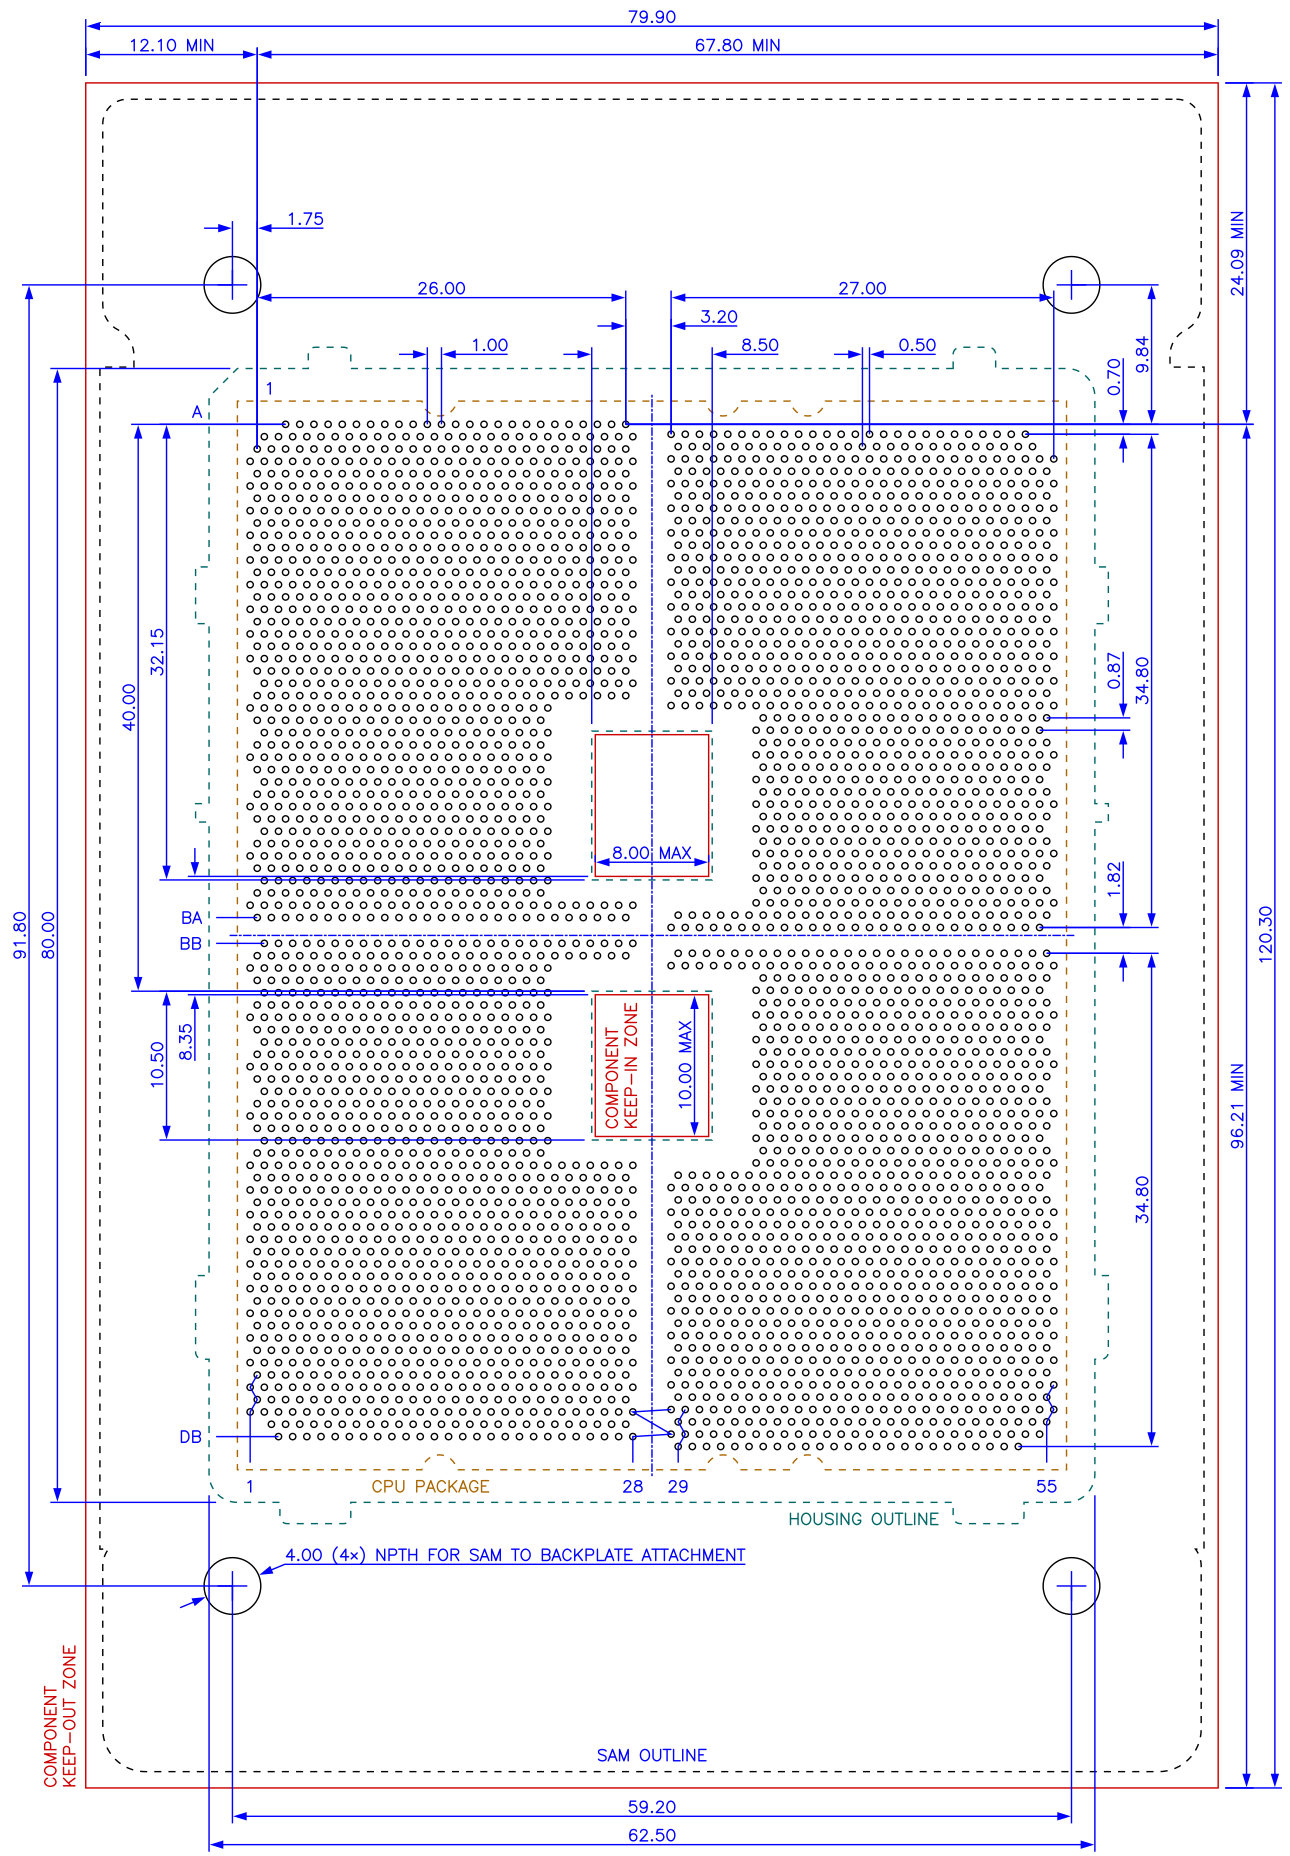 79.90
12.10 MIN
67.80 MIN
1.75
26.00
27.00
3.20
1.00
8.50
0.50
24.09 MIN
9.84
0.70
1
A
32.15
40.00
0.87
34.80
91.80
80.00
8.00 MAX
1.82
BA
BB
120.30
8.35
10.50
COMPONENT
KEEP-IN ZONE
10.00 MAX
96.21 MIN
34.80
DB
1
CPU PACKAGE
28
29
55
HOUSING OUTLINE
4.00 (4×) NPTH FOR SAM TO BACKPLATE ATTACHMENT
COMPONENT
KEEP-OUT ZONE
SAM OUTLINE
59.20
62.50